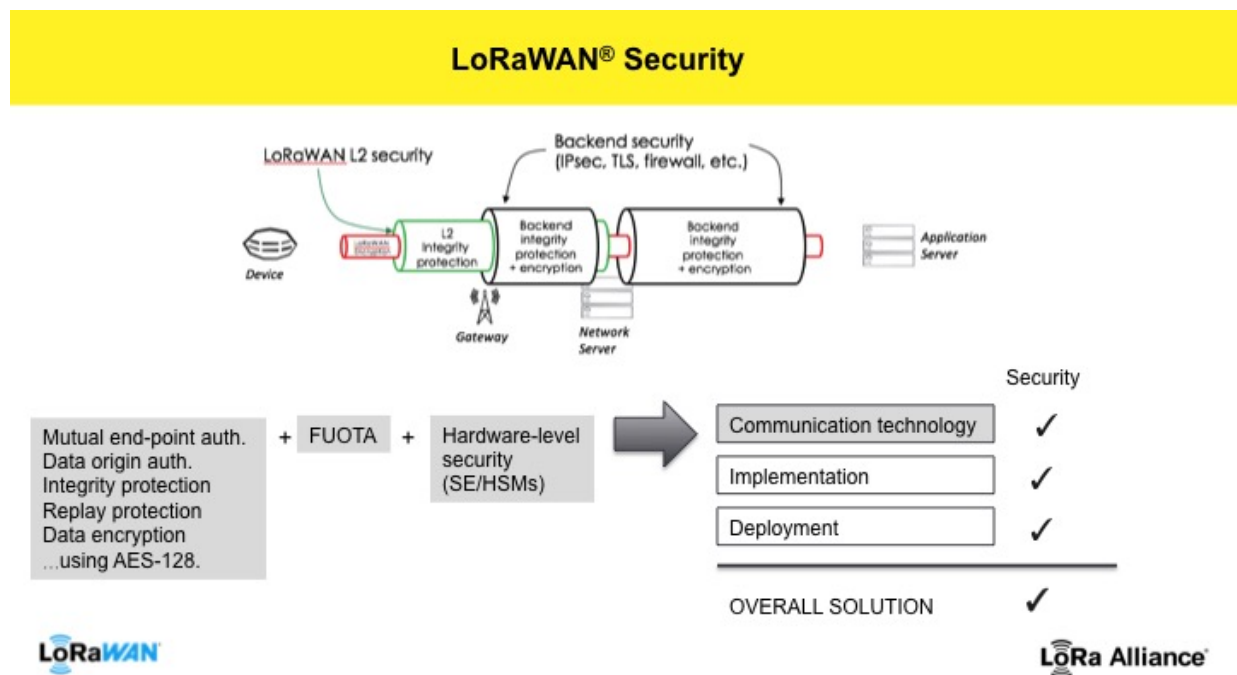 LoRaWAN® Security
LoRaWAN L2 security
Backend security
(IPsec, TLS, firewall, etc.)
LoRaWAN
Encryption
L2
Integrity
protection
Backend
integrity
protection
+ encryption
Backend
integrity
protection
+ encryption
Device
Gateway
Network
Server
Application
Server
Security
Mutual end-point auth.
Data origin auth.
Integrity protection
Replay protection
Data encryption
...using AES-128.
+
FUOTA
+
Hardware-level
security
(SE/HSMs)
Communication technology ✓
Implementation ✓
Deployment ✓
OVERALL SOLUTION ✓
LoRaWAN
LoRa Alliance